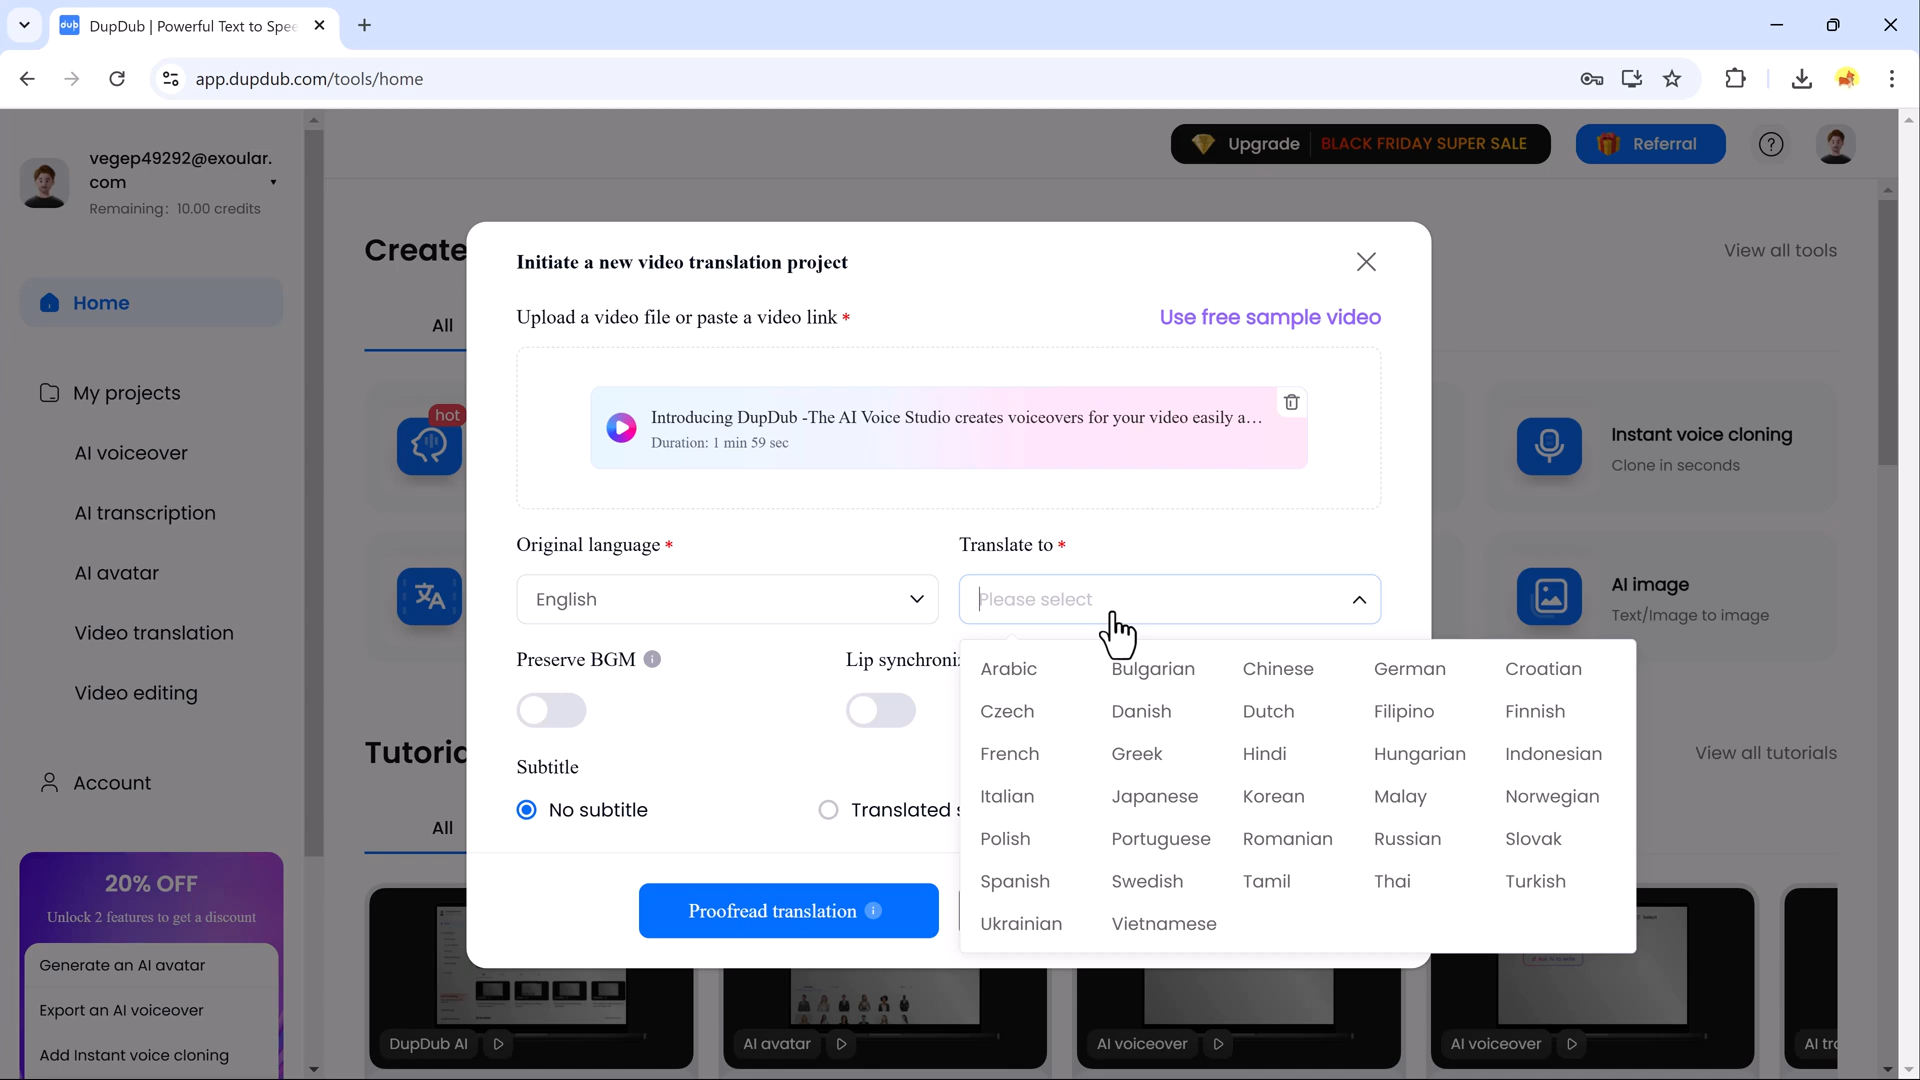 dub DupDub | Powerful Text to Spee
app.dupdub.com/tools/home
vegep49292@exoular.
com
Remaining: 10.00 credits
Upgrade BLACK FRIDAY SUPER SALE
Referral
Create
View all tools
Home
All
My projects
hot
AI voiceover
AI transcription
AI avatar
Video translation
Video editing
Account
Initiate a new video translation project
Upload a video file or paste a video link *
Use free sample video
Introducing DupDub -The AI Voice Studio creates voiceovers for your video easily a...
Duration: 1 min 59 sec
Original language *
Translate to *
English
Please select
Preserve BGM
Lip synchroni
Subtitle
No subtitle
Translated
Proofread translation
Arabic Bulgarian Chinese German Croatian
Czech Danish Dutch Filipino Finnish
French Greek Hindi Hungarian Indonesian
Italian Japanese Korean Malay Norwegian
Polish Portuguese Romanian Russian Slovak
Spanish Swedish Tamil Thai Turkish
Ukrainian Vietnamese
Instant voice cloning
Clone in seconds
AI image
Text/Image to image
Tutoric
View all tutorials
All
20% OFF
Unlock 2 features to get a discount
Generate an AI avatar
Export an AI voiceover
Add Instant voice cloning
DupDub AI
AI avatar
AI voiceover
AI voiceover
AI tr